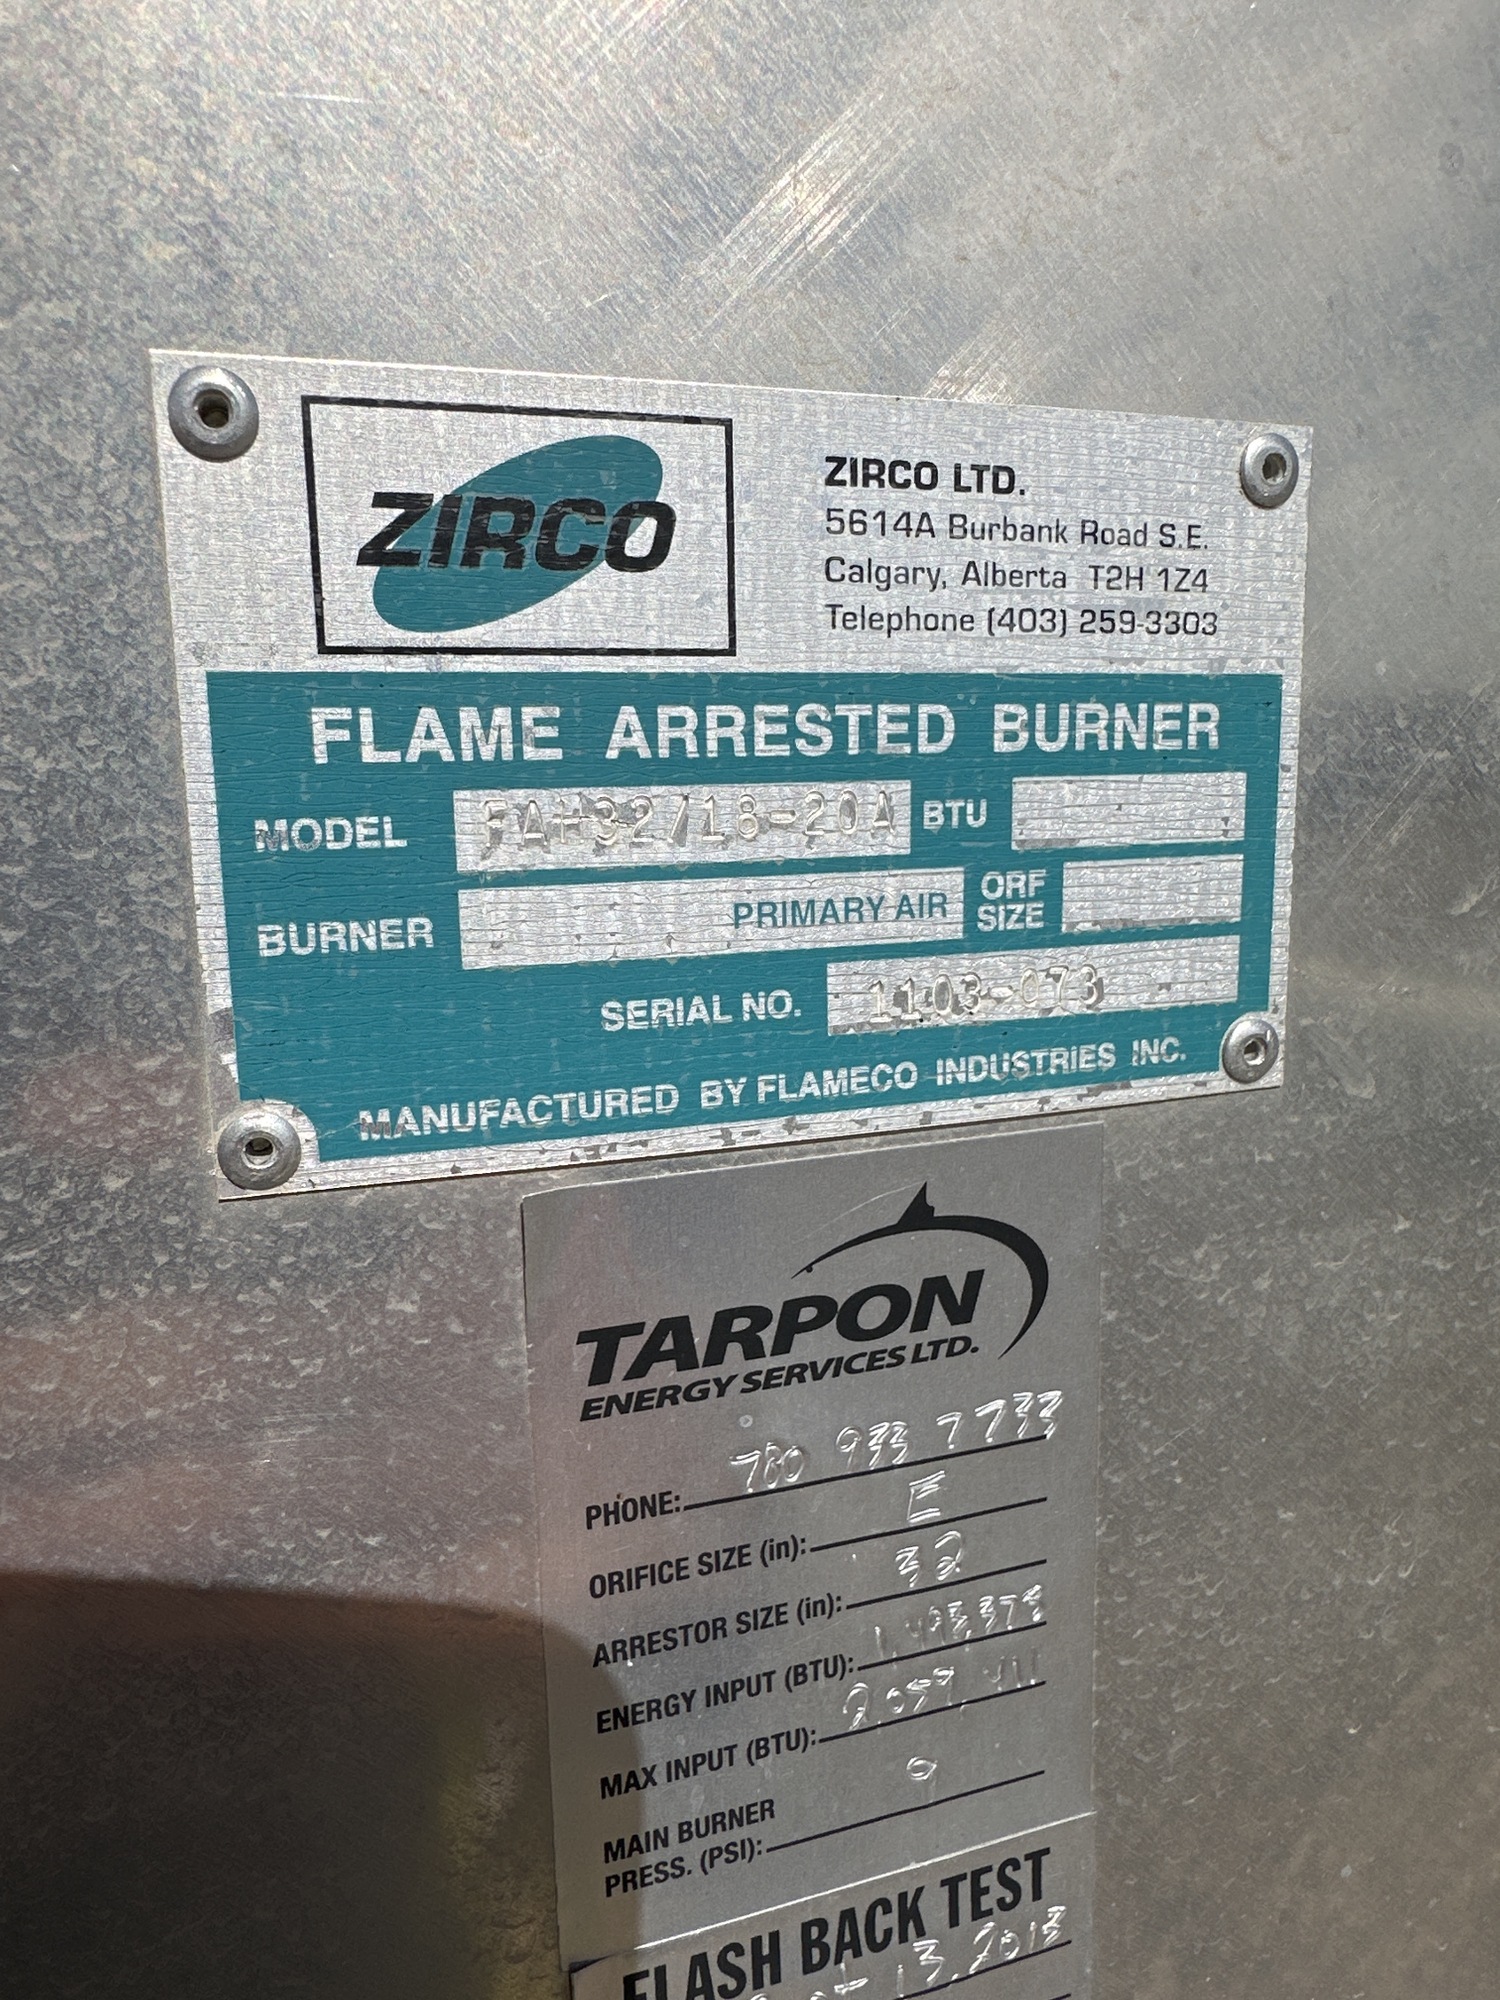 ZIRCO
ZIRCO LTD.
5614A Burbank Road S.E.
Calgary, Alberta T2H 1Z4
Telephone (403) 259-3303
FLAME ARRESTED BURNER
MODEL FAH32/18-20A BTU
BURNER PRIMARY AIR ORF SIZE
SERIAL NO. 1103-073
MANUFACTURED BY FLAMECO INDUSTRIES INC.
TARPON
ENERGY SERVICES LTD.
PHONE: 780 933 7733
ORIFICE SIZE (in): E
ARRESTOR SIZE (in): 32
ENERGY INPUT (BTU):
MAX INPUT (BTU):
MAIN BURNER
PRESS. (PSI): 9
FLASH BACK TEST
13. 2018